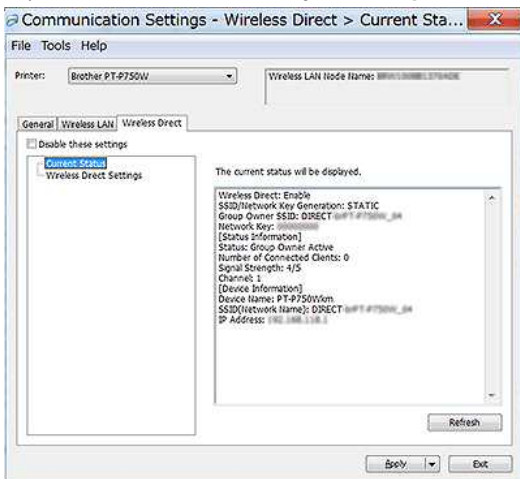 Communication Settings - Wireless Direct > Current Sta...
File Tools Help
Printer: Brother PT-P750W
Wireless LAN Node Name:
General Wireless LAN Wireless Direct
Disable these settings
Current Status
Wireless Direct Settings
The current status will be displayed.
Wireless Direct: Enable
SSID/Network Key Generation: STATIC
Group Owner SSID: DIRECT
Network Key:
[Status Information]
Status: Group Owner Active
Number of Connected Clients: 0
Signal Strength: 4/5
Channel: 1
[Device Information]
Device Name: PT-P750Wkm
SSID(Network Name): DIRECT
IP Address:
Refresh
Apply
Exit